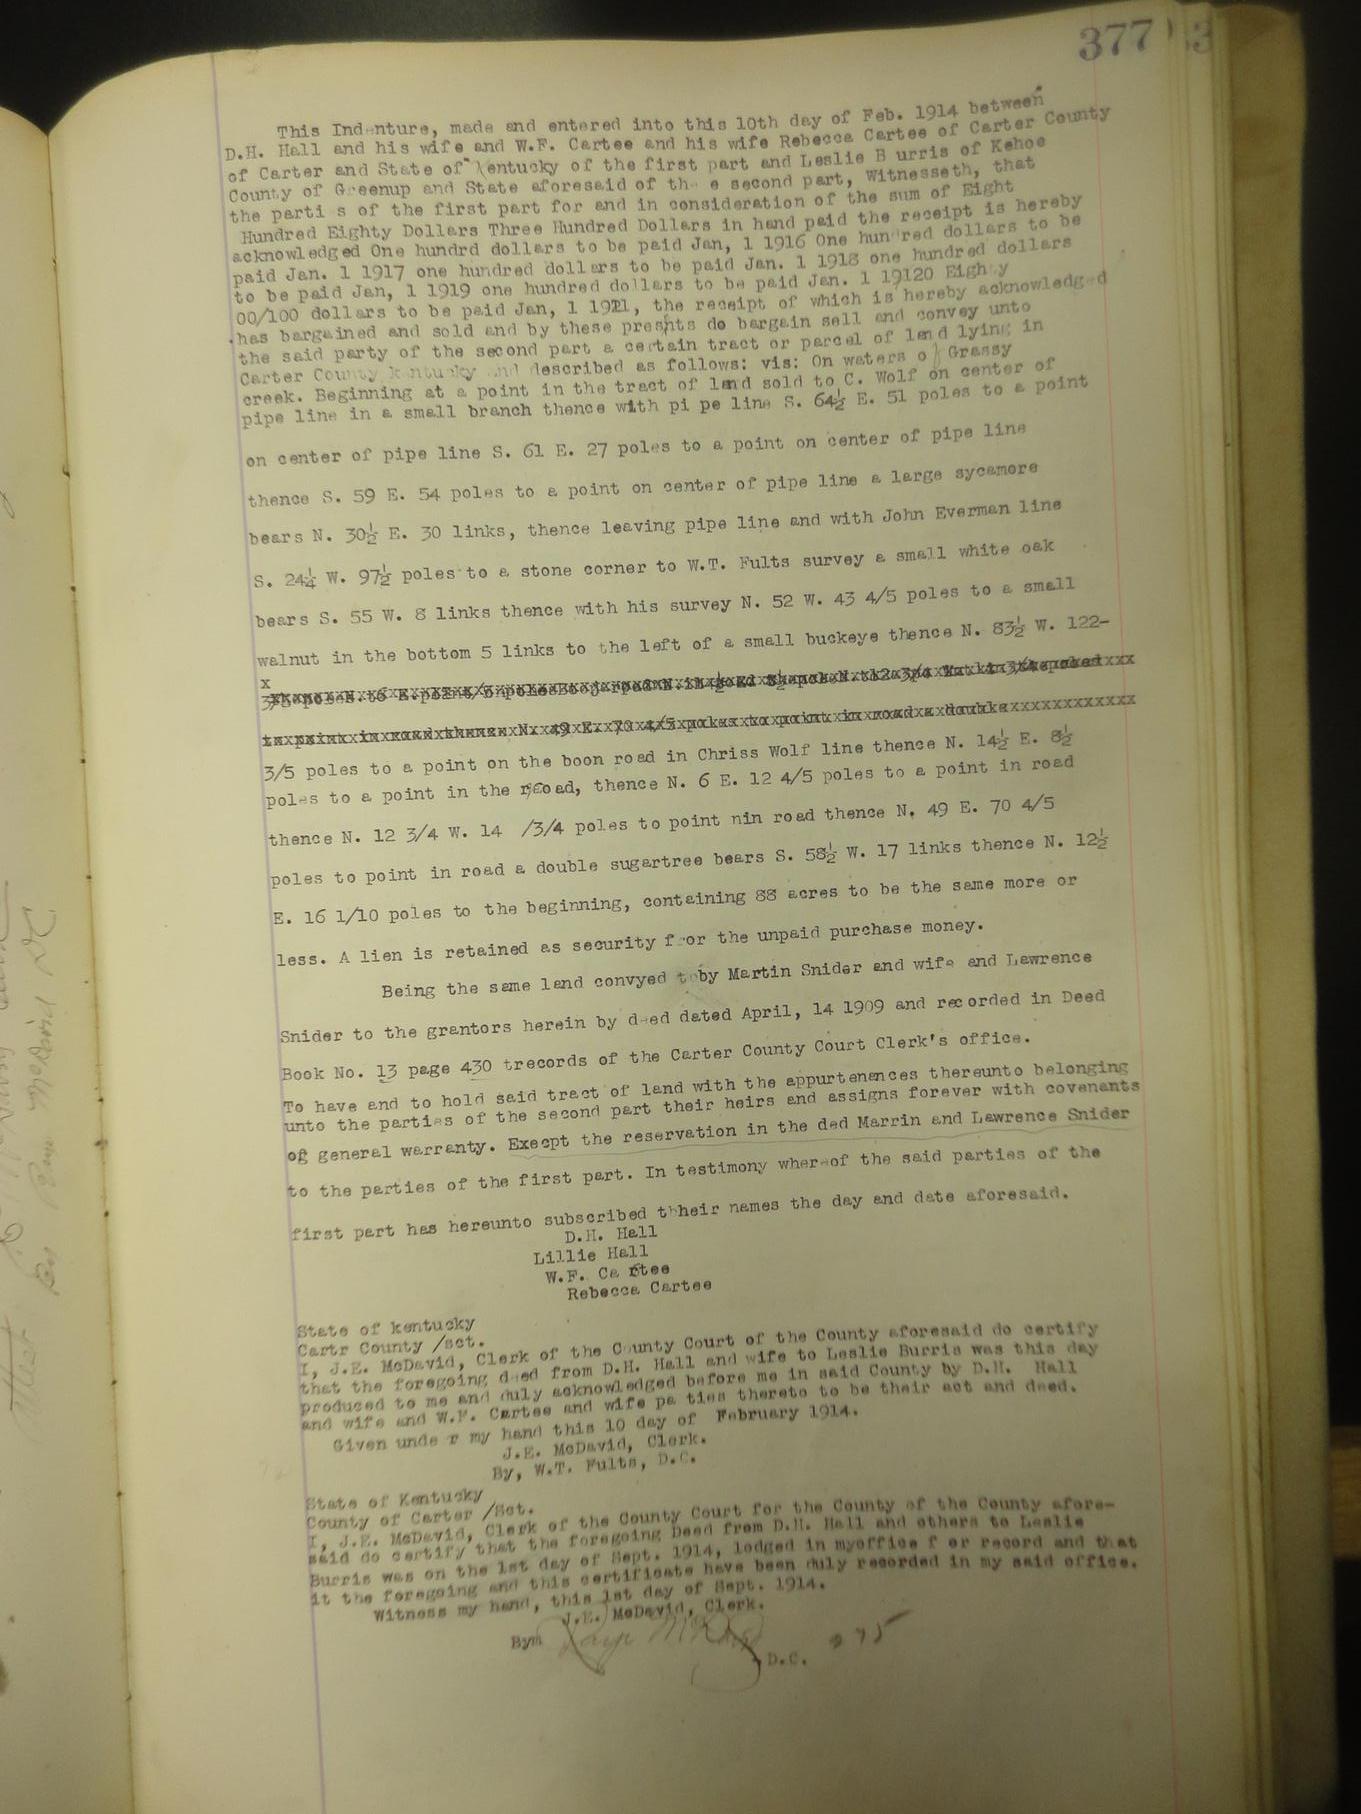 377
This Indenture, made and entered into this 10th day of Feb. 1914 between
D.H. Hall and his wife and W.F. Cartee and his wife Rebecca Cartee of Carter County
of Carter and State of Kentucky of the first part and Leslie B urris of Kehoe
County of Greenup and State aforesaid of th e second part, Witnesseth, that
the parti s of the first part for and in consideration of the sum of Eight
Hundred Eighty Dollars Three Hundred Dollars in hand paid the receipt is hereby
acknowledged One hundrd dollars to be paid Jan, 1 1916 One hundred dollars to be
paid Jan. 1 1917 one hundred dollars to be paid Jan. 1 1918 one hundred dollars
to be paid Jan, 1 1919 one hundred dollars to be paid Jan. 1 19120 Eighty
00/100 dollars to be paid Jan, 1 1921, the receipt of which is hereby acknowledged
has bargained and sold and by these presnts do bargain sell and convey unto
the said party of the second part a certain tract or parcel of land lying in
Carter County kentucky and described as follows: vis: On waters of Grassy
creek. Beginning at a point in the tract of land sold to C. Wolf on center of
pipe line in a small branch thence with pi pe line S. 64½ E. 51 poles to a point
on center of pipe line S. 61 E. 27 poles to a point on center of pipe line
thence S. 59 E. 54 poles to a point on center of pipe line a large sycamore
bears N. 30½ E. 30 links, thence leaving pipe line and with John Everman line
S. 24¼ W. 97½ poles to a stone corner to W.T. Fults survey a small white oak
bears S. 55 W. 8 links thence with his survey N. 52 W. 43 4/5 poles to a small
walnut in the bottom 5 links to the left of a small buckeye thence N. 83½ W. 122-
3/5 poles to a point on the boon road in Chriss Wolf line thence N. 14½ E. 8½
poles to a point in the road, thence N. 6 E. 12 4/5 poles to a point in road
thence N. 12 3/4 W. 14 /3/4 poles to point nin road thence N. 49 E. 70 4/5
poles to point in road a double sugartree bears S. 58½ W. 17 links thence N. 12½
E. 16 1/10 poles to the beginning, containing 88 acres to be the same more or
less. A lien is retained as security f or the unpaid purchase money.
Being the same land convyed t by Martin Snider and wife and Lawrence
Snider to the grantors herein by deed dated April, 14 1909 and recorded in Deed
Book No. 13 page 430 trecords of the Carter County Court Clerk's office.
To have and to hold said tract of land with the appurtenances thereunto belonging
unto the parties of the second part their heirs and assigns forever with covenants
of general warranty. Execpt the reservation in the ded Marrin and Lawrence Snider
to the parties of the first part. In testimony whereof the said parties of the
first part has hereunto subscribed their names the day and date aforesaid.
D.H. Hall
Lillie Hall
W.F. Cartee
Rebecca Cartee
State of kentucky
Cartr County /sct.
I, J.E. McDavid, Clerk of the County Court of the County aforesaid do certify
that the foregoing deed from D.H. Hall and wife to Leslie Burris was this day
produced to me and duly acknowledged before me in said County by D.H. Hall
and wife and W.F. Cartee and wife pa ties thereto to be their act and deed.
Given unde r my hand this 10 day of February 1914.
J.E. McDavid, Clerk.
By, W.T. Fults, D.C.
State of Kentucky
County of Carter /Sct.
I, J.E. McDavid, Clerk of the County Court for the County of the County afore-
said do certify that the foregoing Deed from D.H. Hall and others to Leslie
Burris was on the 1st day of Sept. 1914, lodged in myoffice f or record and that
it the foregoing and this certificate have been duly recorded in my said office.
Witness my hand, this 1st day of Sept. 1914.
J.E. McDavid, Clerk.
Bym
D.C.